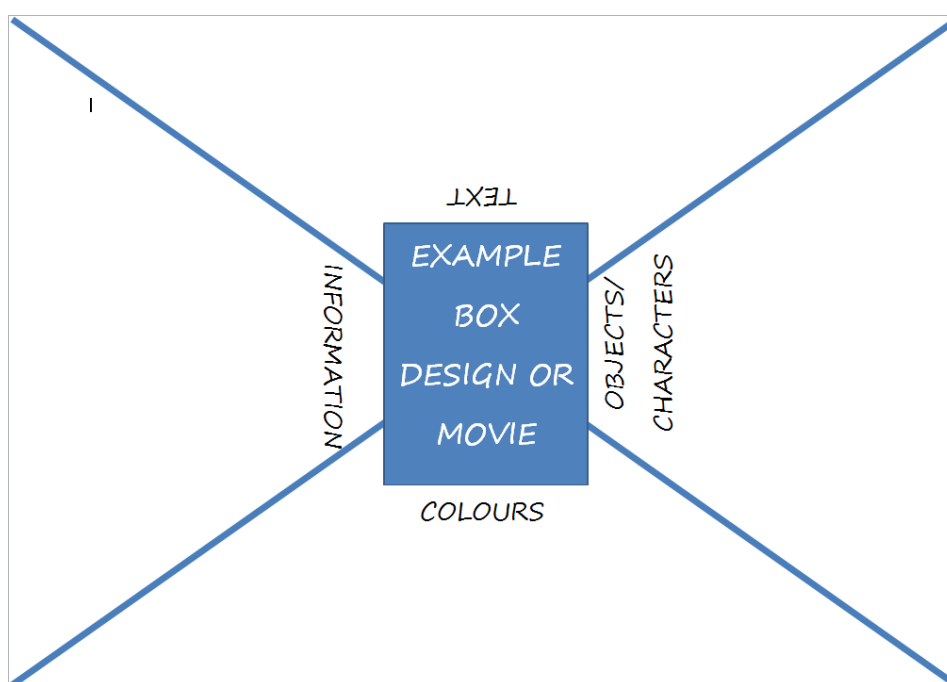 TEXT
EXAMPLE
BOX
DESIGN OR
MOVIE
INFORMATION
OBJECTS/
CHARACTERS
COLOURS